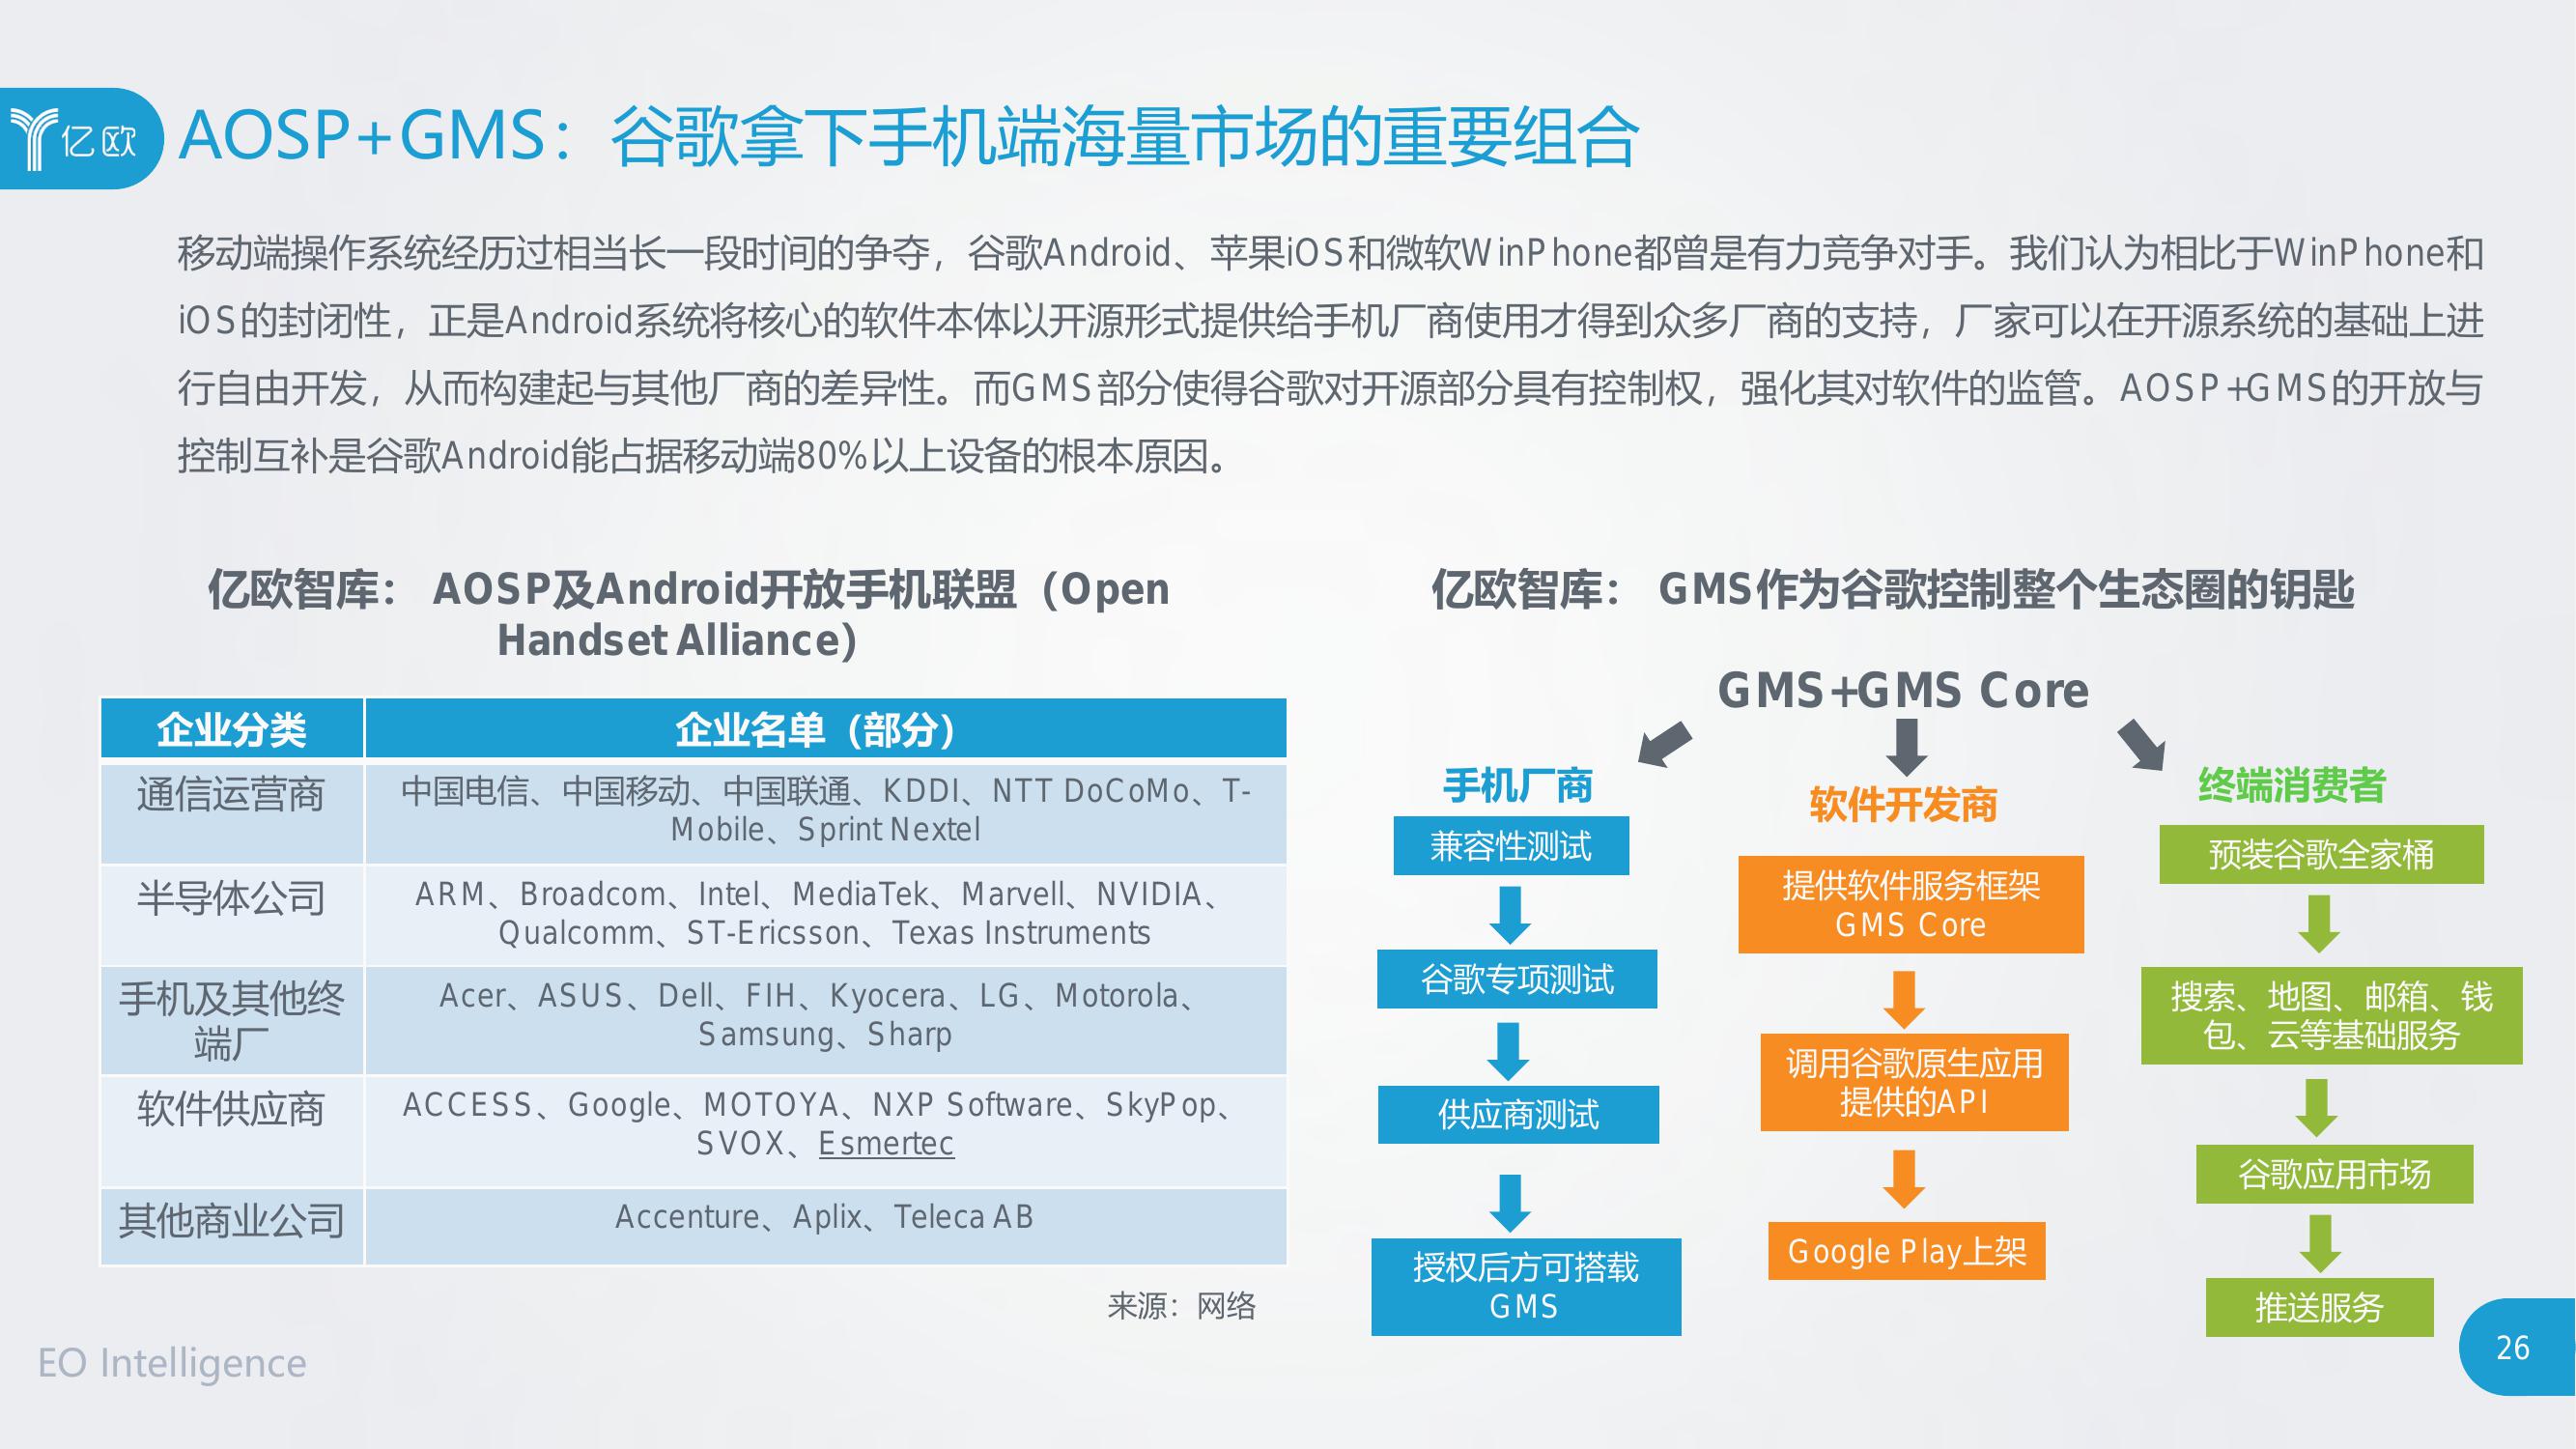 亿欧
AOSP+GMS：谷歌拿下手机端海量市场的重要组合
移动端操作系统经历过相当长一段时间的争夺，谷歌Android、苹果iOS和微软WinPhone都曾是有力竞争对手。我们认为相比于WinPhone和
iOS的封闭性，正是Android系统将核心的软件本体以开源形式提供给手机厂商使用才得到众多厂商的支持，厂家可以在开源系统的基础上进
行自由开发，从而构建起与其他厂商的差异性。而GMS部分使得谷歌对开源部分具有控制权，强化其对软件的监管。AOSP+GMS的开放与
控制互补是谷歌Android能占据移动端80%以上设备的根本原因。
亿欧智库： AOSP及Android开放手机联盟（Open
Handset Alliance）
企业分类
企业名单（部分）
通信运营商
中国电信、中国移动、中国联通、KDDI、NTT DoCoMo、T-
Mobile、Sprint Nextel
半导体公司
ARM、Broadcom、Intel、MediaTek、Marvell、NVIDIA、
Qualcomm、ST-Ericsson、Texas Instruments
手机及其他终
端厂
Acer、ASUS、Dell、FIH、Kyocera、LG、Motorola、
Samsung、Sharp
软件供应商
ACCESS、Google、MOTOYA、NXP Software、SkyPop、
SVOX、Esmertec
其他商业公司
Accenture、Aplix、Teleca AB
来源：网络
亿欧智库： GMS作为谷歌控制整个生态圈的钥匙
GMS+GMS Core
手机厂商
兼容性测试
谷歌专项测试
供应商测试
授权后方可搭载
GMS
软件开发商
提供软件服务框架
GMS Core
调用谷歌原生应用
提供的API
Google Play上架
终端消费者
预装谷歌全家桶
搜索、地图、邮箱、钱
包、云等基础服务
谷歌应用市场
推送服务
EO Intelligence
26